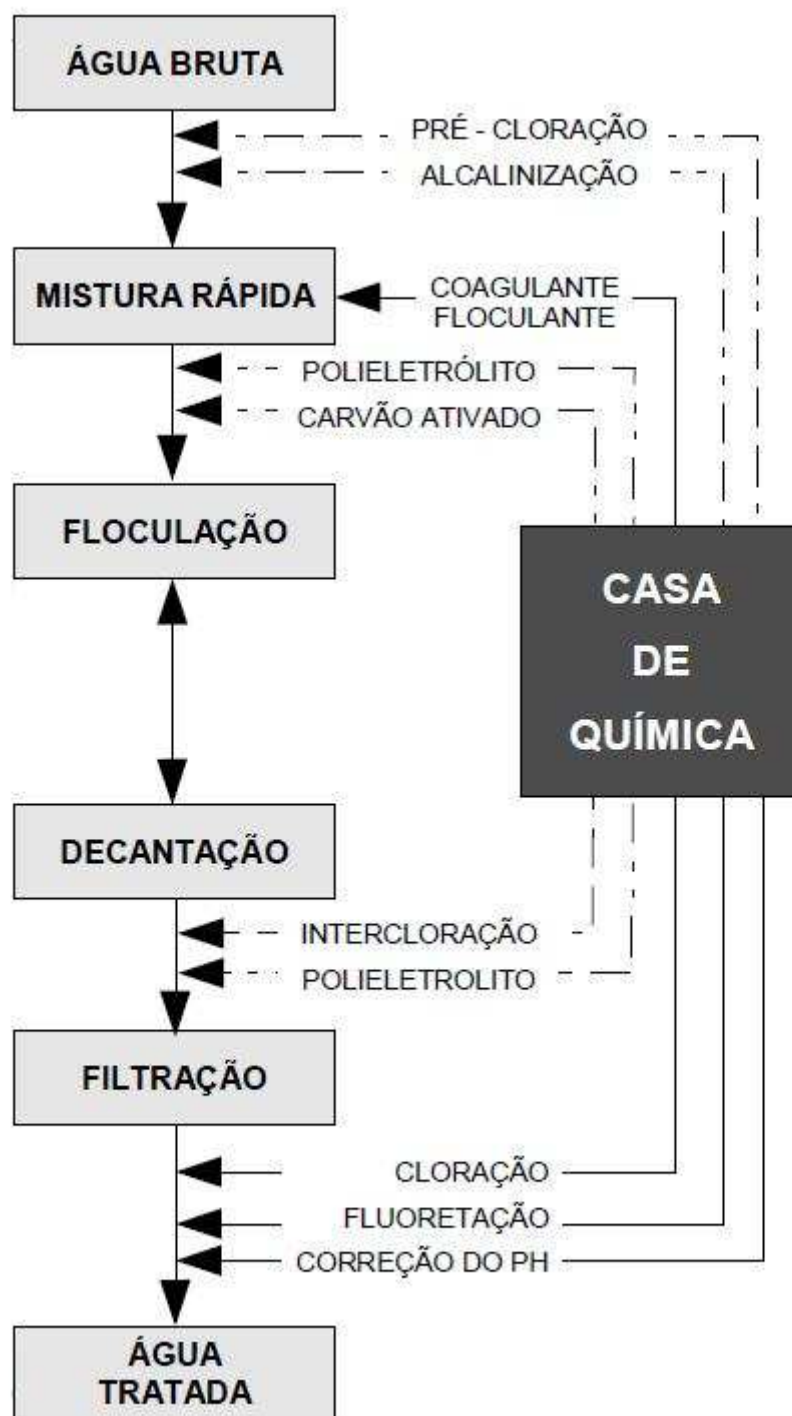 ÁGUA BRUTA
PRÉ - CLORAÇÃO
ALCALINIZAÇÃO
MISTURA RÁPIDA
COAGULANTE
FLOCULANTE
POLIELETRÓLITO
CARVÃO ATIVADO
FLOCULAÇÃO
CASA
DE
QUÍMICA
DECANTAÇÃO
INTERCLORAÇÃO
POLIELETROLITO
FILTRAÇÃO
CLORAÇÃO
FLUORETAÇÃO
CORREÇÃO DO PH
ÁGUA
TRATADA